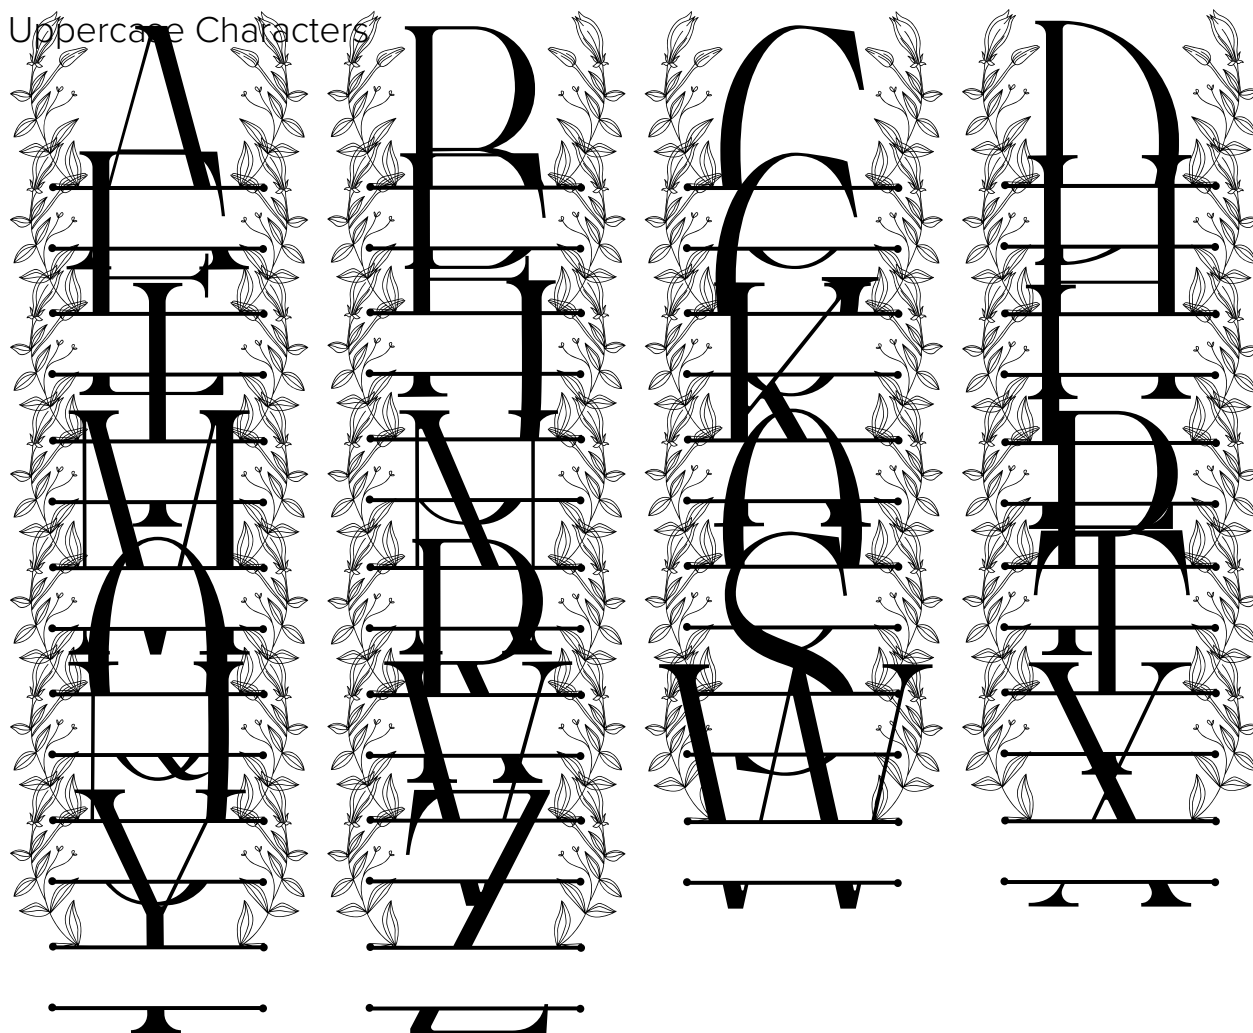 Uppercase Characters
A B C D
E F G H
I J K L
M N O P
Q R S T
U V W X
Y Z